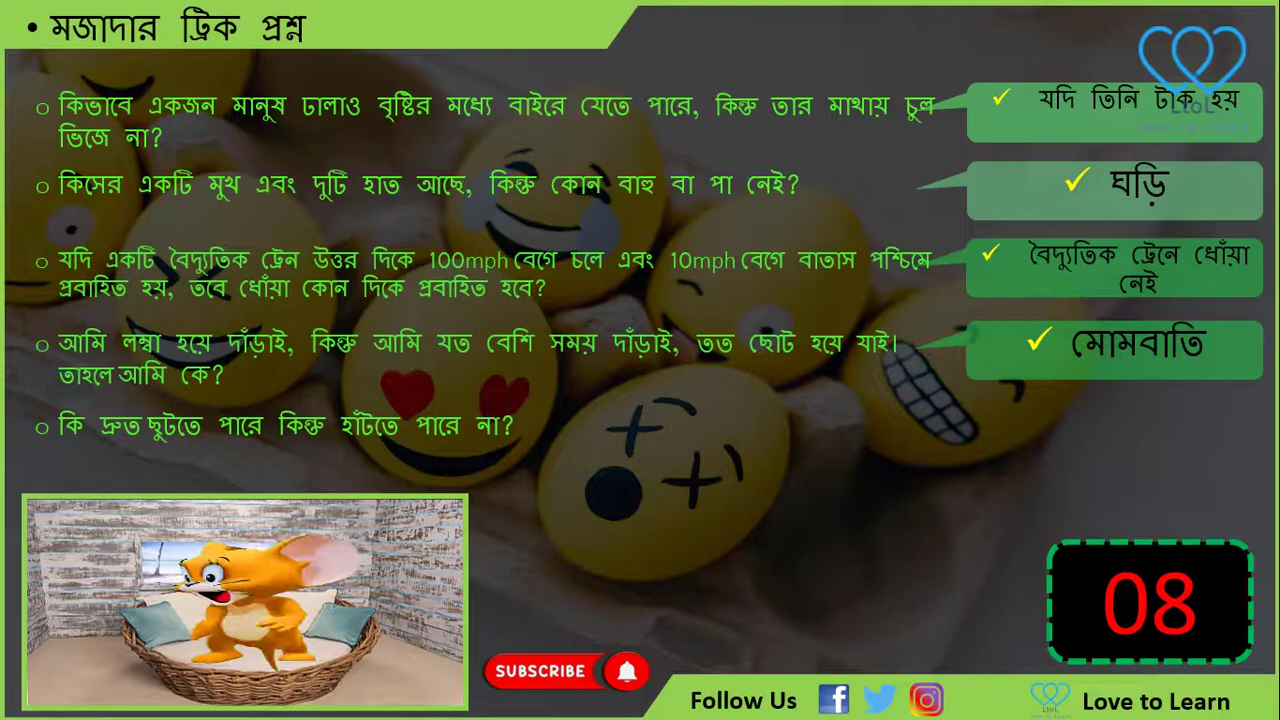 • মজাদার ট্রিক প্রশ্ন
o কিভাবে একজন মানুষ ঢালাও বৃষ্টির মধ্যে বাইরে যেতে পারে, কিন্তু তার মাথায় চুল
ভিজে না?
✓ যদি তিনি টাক হয়
LtoL
o কিসের একটি মুখ এবং দুটি হাত আছে, কিন্তু কোন বাহু বা পা নেই?
✓ ঘড়ি
o যদি একটি বৈদ্যুতিক ট্রেন উত্তর দিকে 100mph বেগে চলে এবং 10mph বেগে বাতাস পশ্চিমে
প্রবাহিত হয়, তবে ধোঁয়া কোন দিকে প্রবাহিত হবে?
✓ বৈদ্যুতিক ট্রেনে ধোঁয়া
নেই
o আমি লম্বা হয়ে দাঁড়াই, কিন্তু আমি যত বেশি সময় দাঁড়াই, তত ছোট হয়ে যাই।
তাহলে আমি কে?
✓ মোমবাতি
o কি দ্রুত ছুটতে পারে কিন্তু হাঁটতে পারে না?
08
SUBSCRIBE
Follow Us
LtoL
Love to Learn